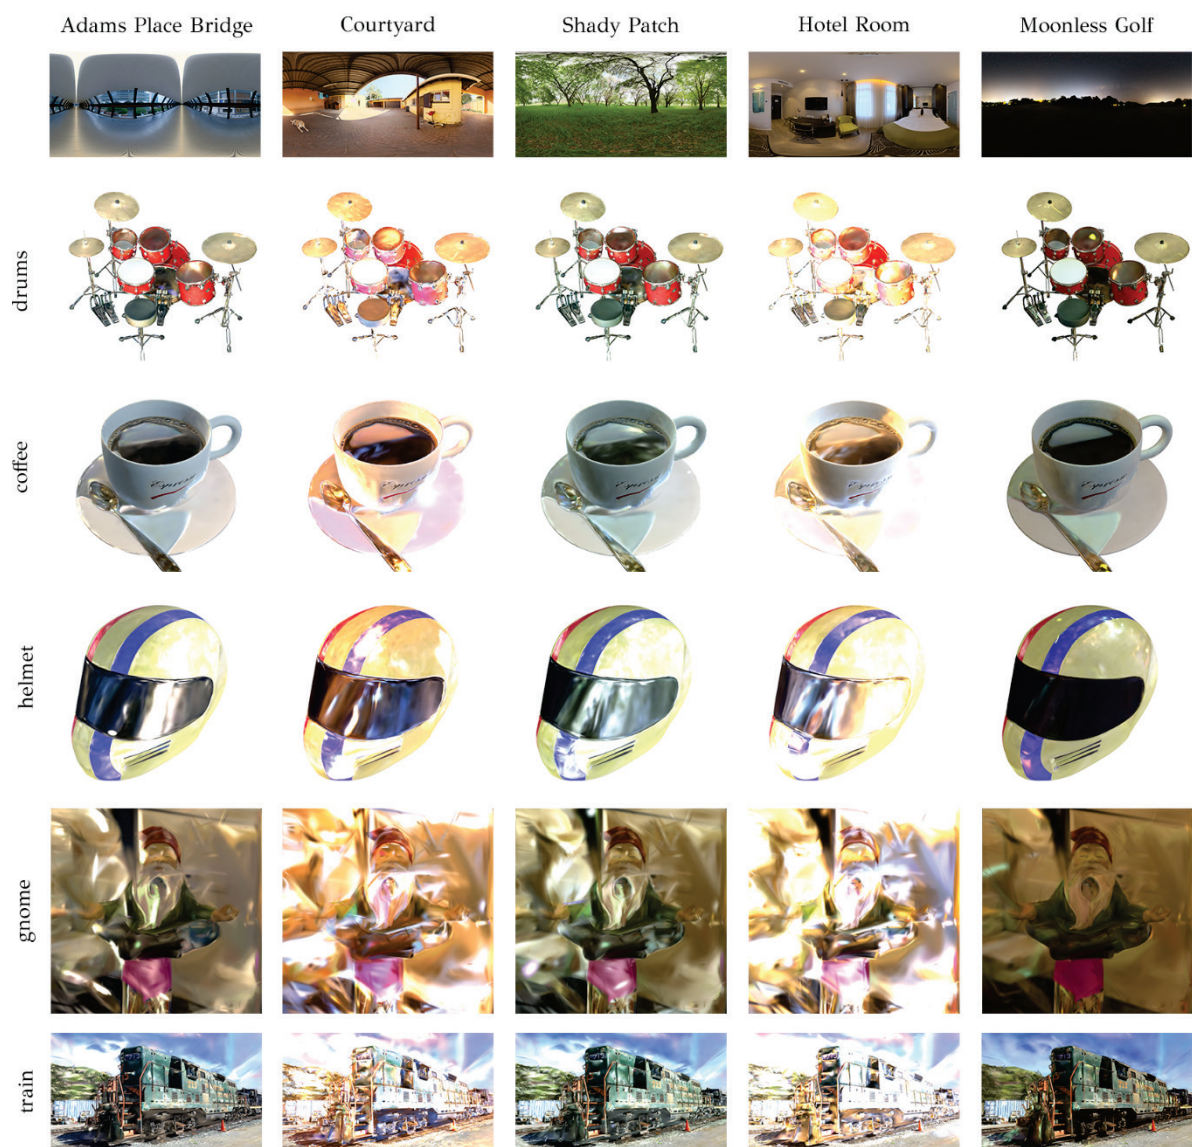 Adams Place Bridge
Courtyard
Shady Patch
Hotel Room
Moonless Golf
drums
coffee
helmet
gnome
train